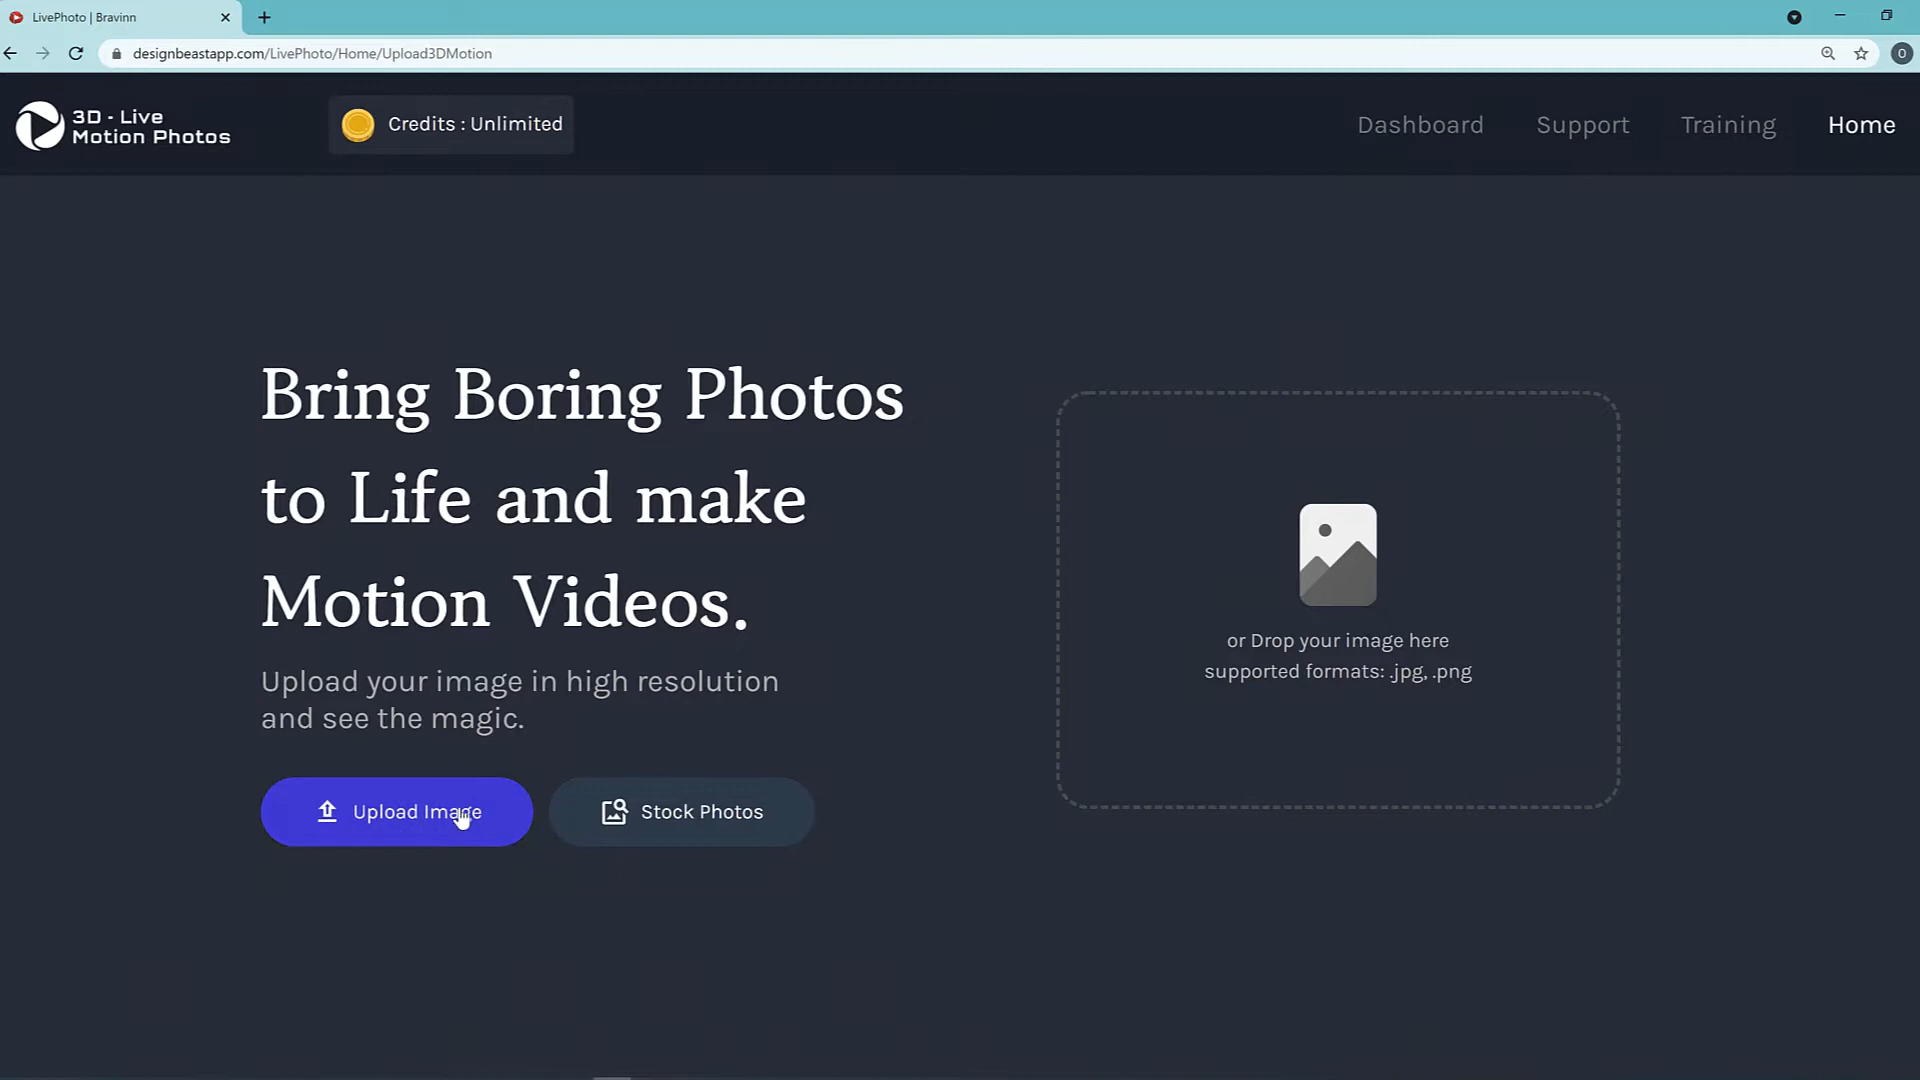 LivePhoto | Bravinn
designbeastapp.com/LivePhoto/Home/Upload3DMotion
O
3D - Live
Motion Photos
Credits : Unlimited
Dashboard
Support
Training
Home
Bring Boring Photos
to Life and make
Motion Videos.
Upload your image in high resolution
and see the magic.
Upload Image
Stock Photos
or Drop your image here
supported formats: .jpg, .png